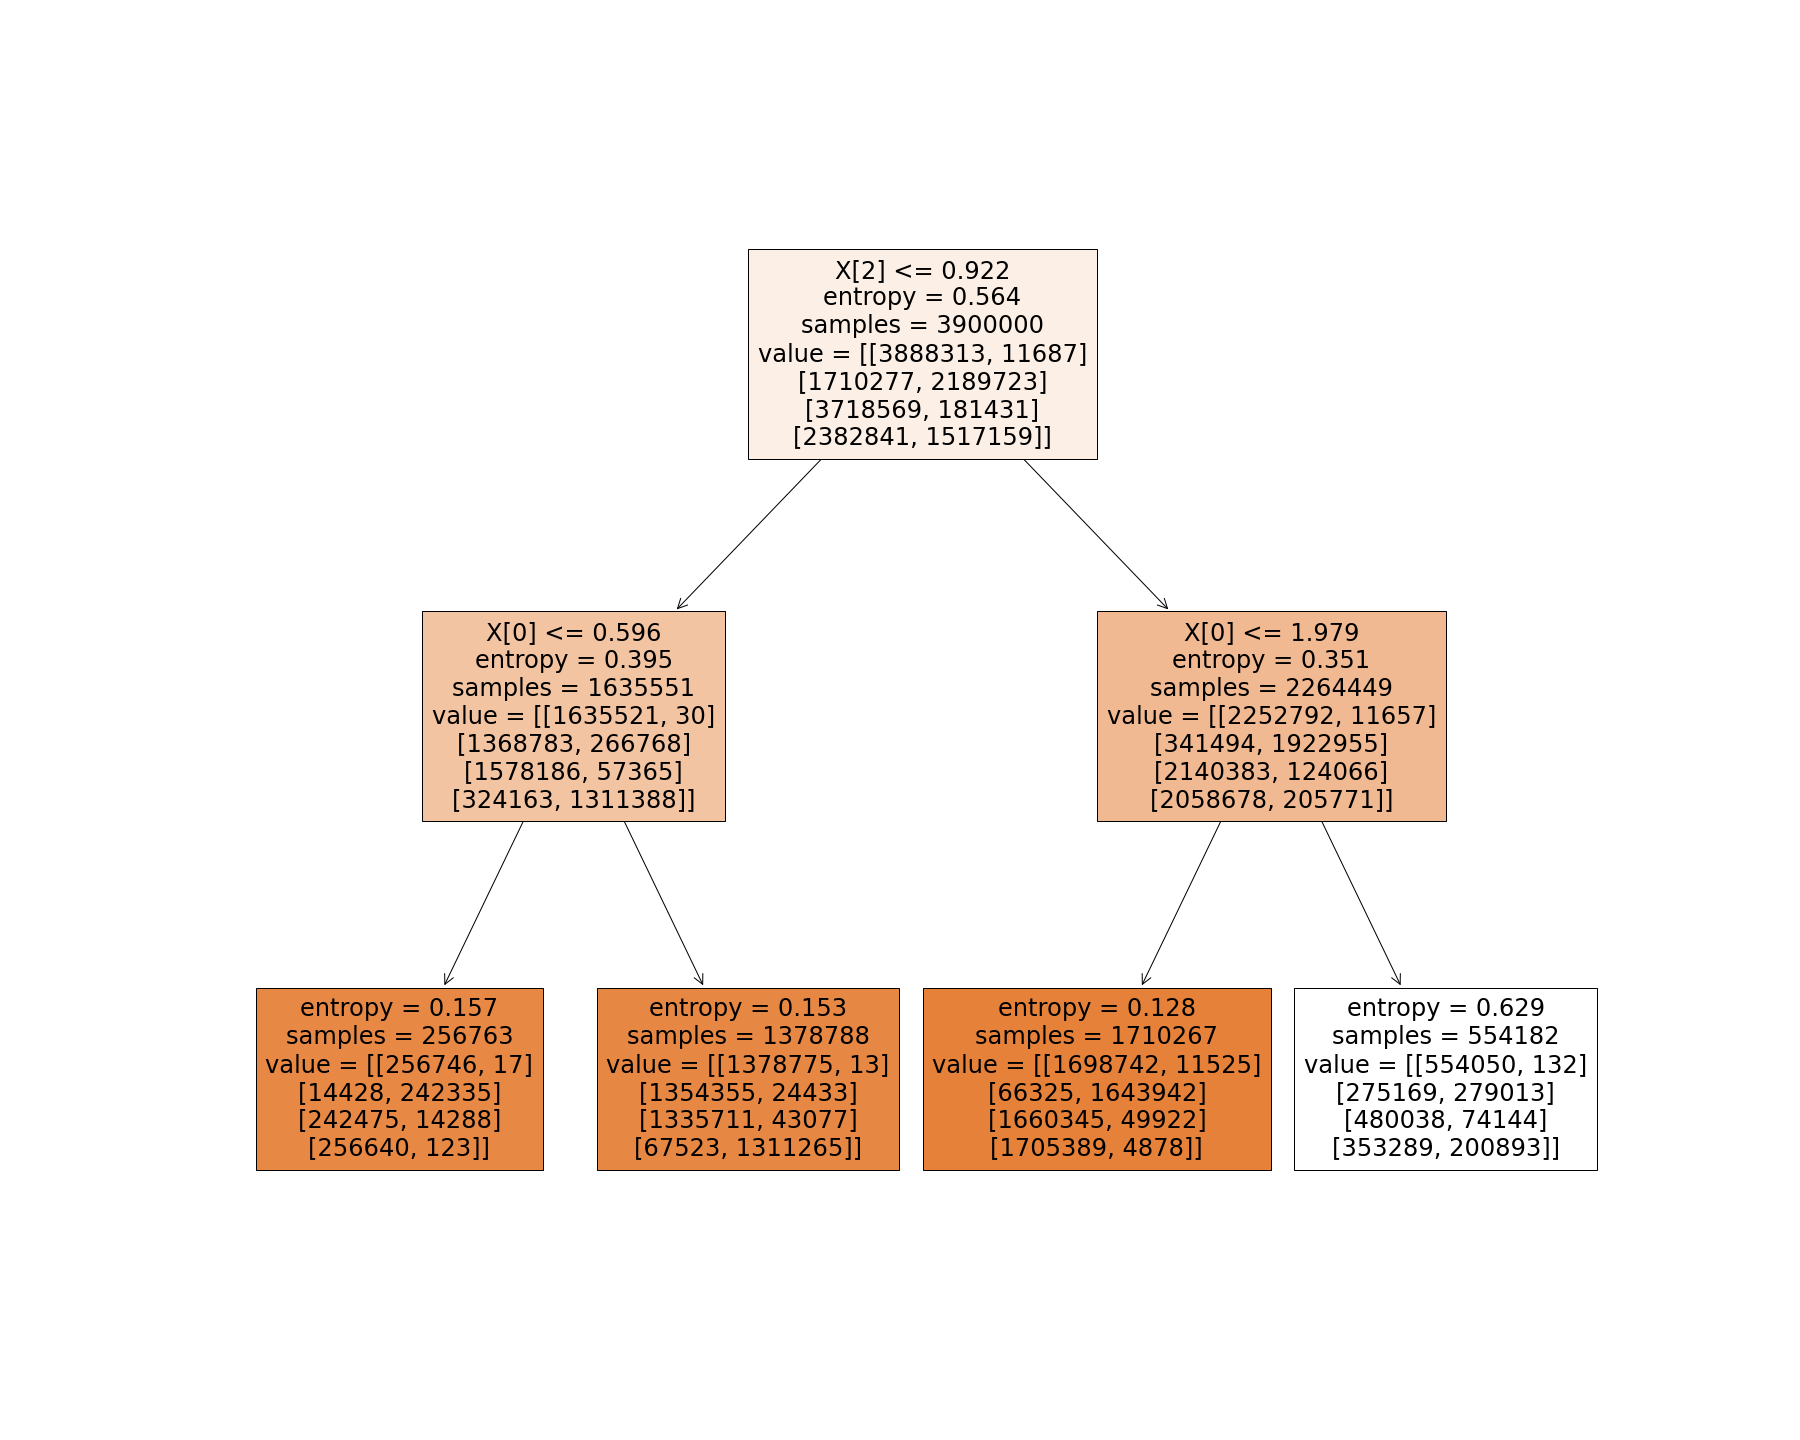 X[2] <= 0.922
entropy = 0.564
samples = 3900000
value = [[3888313, 11687]
[1710277, 2189723]
[3718569, 181431]
[2382841, 1517159]]
X[0] <= 0.596
entropy = 0.395
samples = 1635551
value = [[1635521, 30]
[1368783, 266768]
[1578186, 57365]
[324163, 1311388]]
X[0] <= 1.979
entropy = 0.351
samples = 2264449
value = [[2252792, 11657]
[341494, 1922955]
[2140383, 124066]
[2058678, 205771]]
entropy = 0.157
samples = 256763
value = [[256746, 17]
[14428, 242335]
[242475, 14288]
[256640, 123]]
entropy = 0.153
samples = 1378788
value = [[1378775, 13]
[1354355, 24433]
[1335711, 43077]
[67523, 1311265]]
entropy = 0.128
samples = 1710267
value = [[1698742, 11525]
[66325, 1643942]
[1660345, 49922]
[1705389, 4878]]
entropy = 0.629
samples = 554182
value = [[554050, 132]
[275169, 279013]
[480038, 74144]
[353289, 200893]]